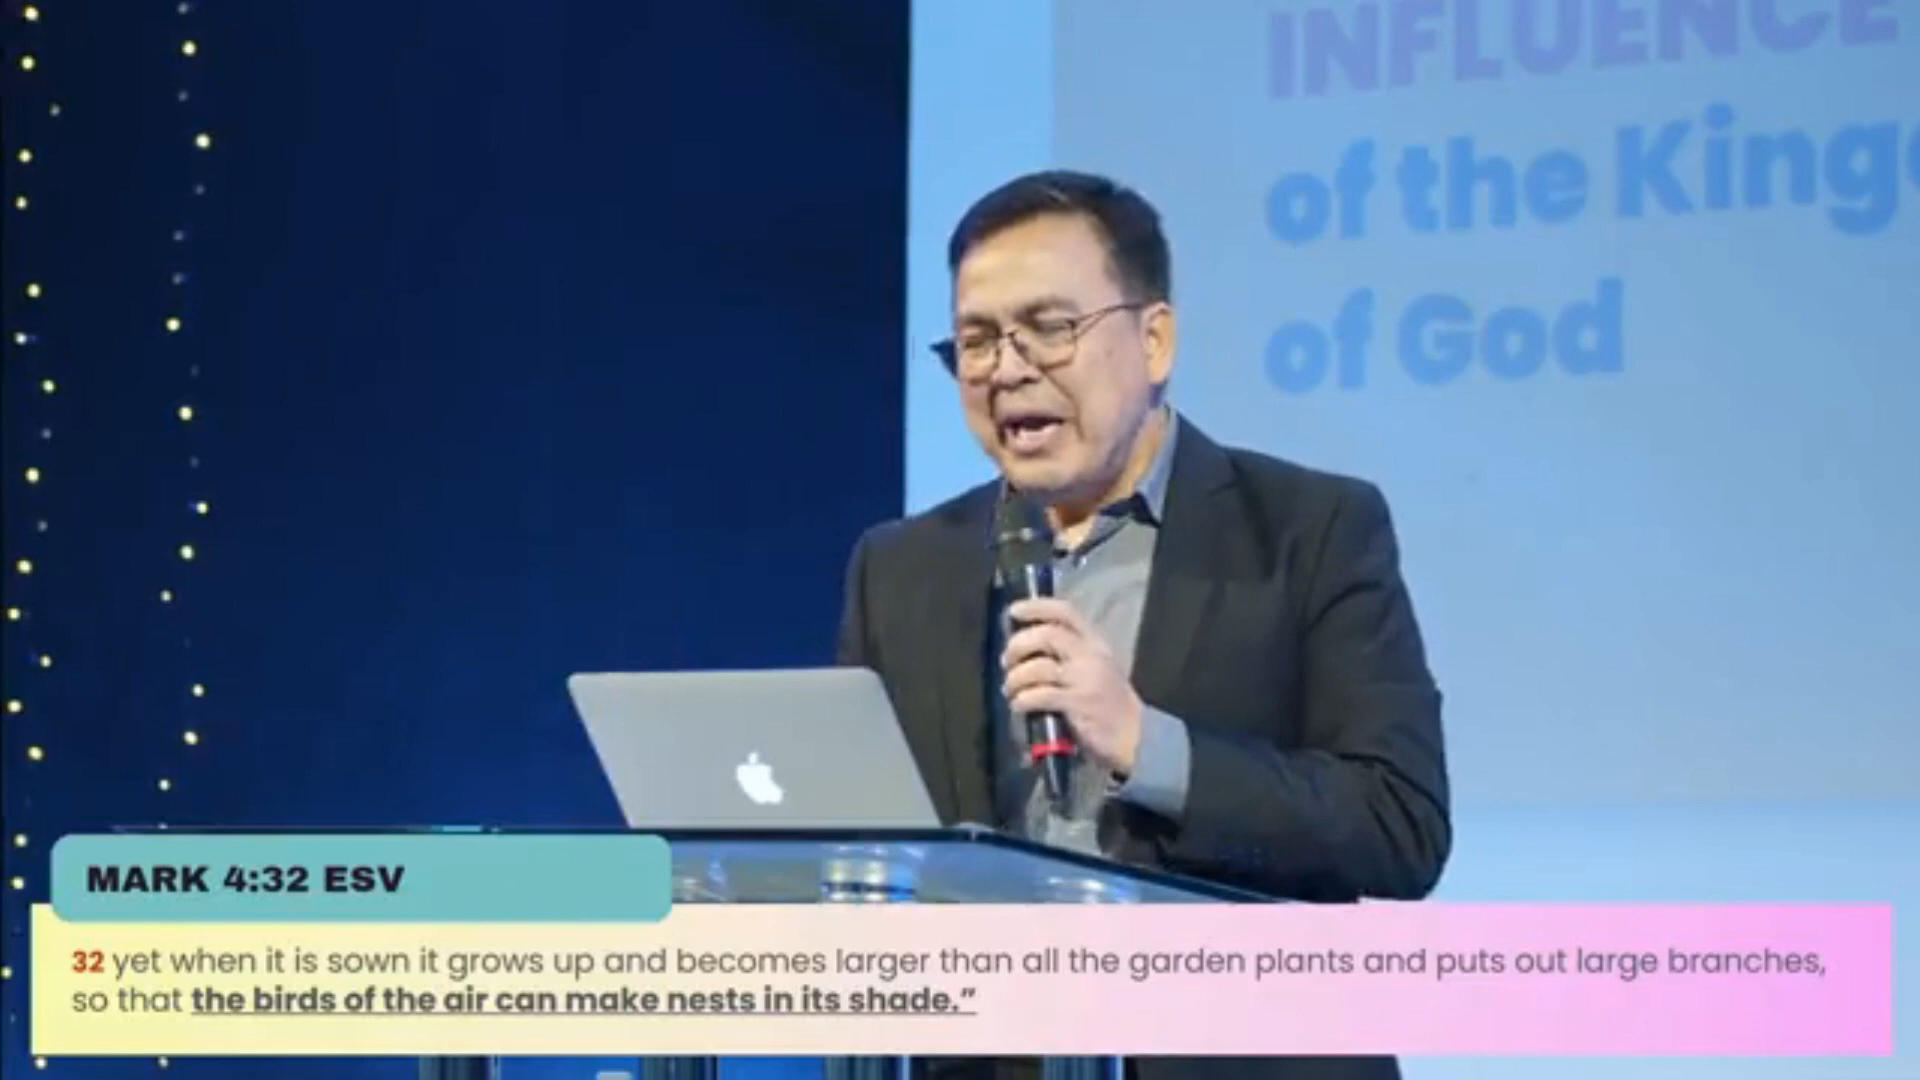 INFLUENCE
of the King
of God
MARK 4:32 ESV
32 yet when it is sown it grows up and becomes larger than all the garden plants and puts out large branches,
so that the birds of the air can make nests in its shade.”